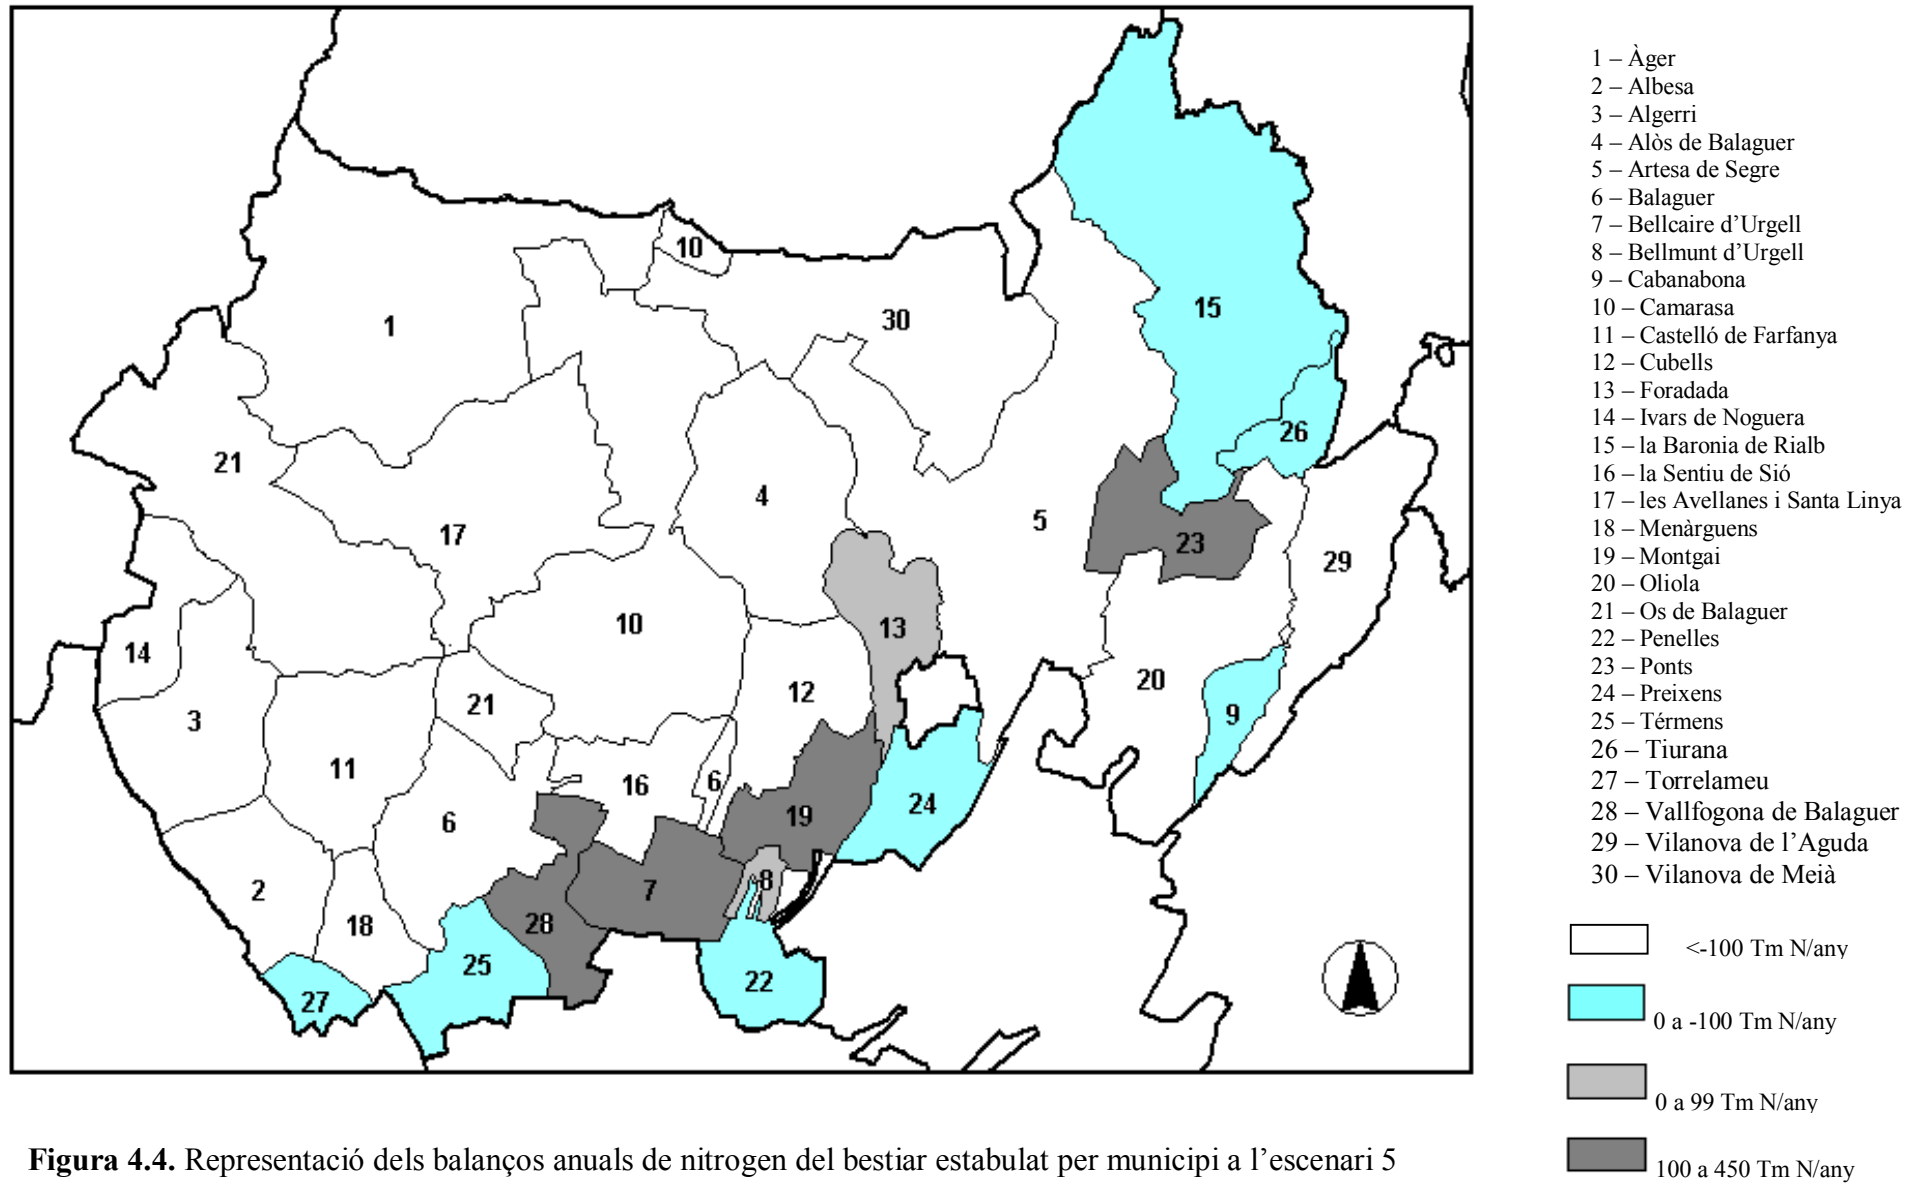 10
1
30
15
21
26
4
17
5
23
29
10
13
14
12
20
21
3
9
11
16
6
24
6
19
8
7
2
28
18
25
22
27
1 – Àger
2 – Albesa
3 – Algerri
4 – Alòs de Balaguer
5 – Artesa de Segre
6 – Balaguer
7 – Bellcaire d’Urgell
8 – Bellmunt d’Urgell
9 – Cabanabona
10 – Camarasa
11 – Castelló de Farfanya
12 – Cubells
13 – Foradada
14 – Ivars de Noguera
15 – la Baronia de Rialb
16 – la Sentiu de Sió
17 – les Avellanes i Santa Linya
18 – Menàrguens
19 – Montgai
20 – Oliola
21 – Os de Balaguer
22 – Penelles
23 – Ponts
24 – Preixens
25 – Térmens
26 – Tiurana
27 – Torrelameu
28 – Vallfogona de Balaguer
29 – Vilanova de l’Aguda
30 – Vilanova de Meià
<-100 Tm N/any
0 a -100 Tm N/any
0 a 99 Tm N/any
100 a 450 Tm N/any
Figura 4.4. Representació dels balanços anuals de nitrogen del bestiar estabulat per municipi a l’escenari 5